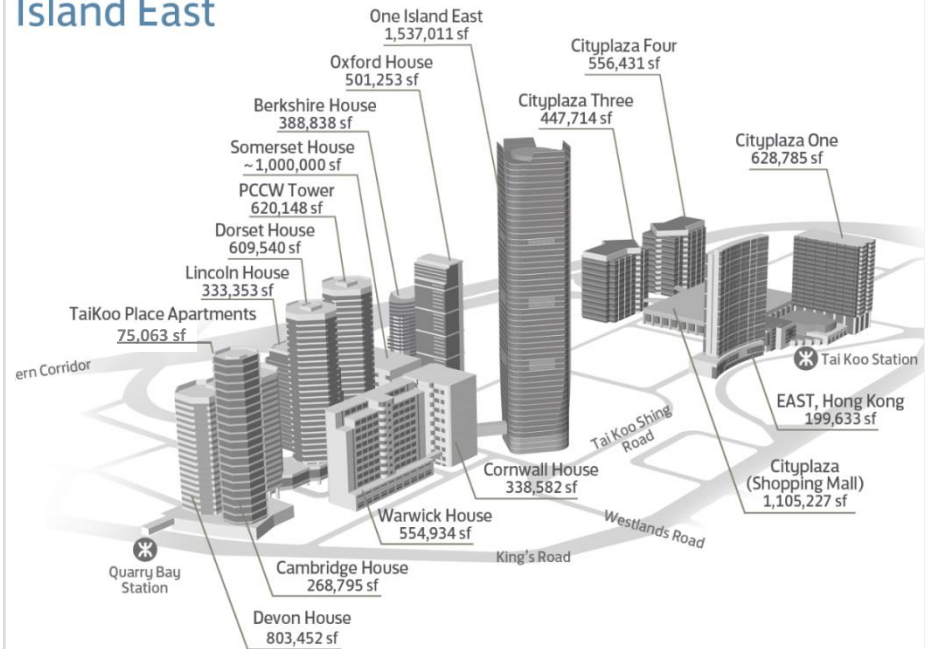 Island East
One Island East
1,537,011 sf
Oxford House
501,253 sf
Berkshire House
388,838 sf
Somerset House
~1,000,000 sf
PCCW Tower
620,148 sf
Dorset House
609,540 sf
Lincoln House
333,353 sf
TaiKoo Place Apartments
75,063 sf
Cityplaza Four
556,431 sf
Cityplaza Three
447,714 sf
Cityplaza One
628,785 sf
ern Corridor
Tai Koo Station
EAST, Hong Kong
199,633 sf
Tai Koo Shing
Road
Cityplaza
(Shopping Mall)
1,105,227 sf
Cornwall House
338,582 sf
Warwick House
554,934 sf
Westlands Road
King's Road
Quarry Bay
Station
Cambridge House
268,795 sf
Devon House
803,452 sf